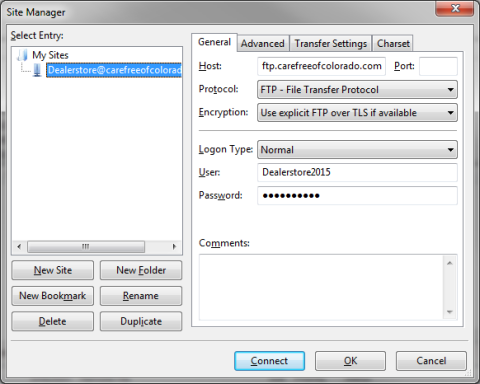 Site Manager
Select Entry:
My Sites
Dealerstore@carefreeofcolorad
New Site
New Folder
New Bookmark
Rename
Delete
Duplicate
General
Advanced
Transfer Settings
Charset
Host:
ftp.carefreeofcolorado.com
Port:
Protocol:
FTP - File Transfer Protocol
Encryption:
Use explicit FTP over TLS if available
Logon Type:
Normal
User:
Dealerstore2015
Password:
●●●●●●●●●●
Comments:
Connect
OK
Cancel